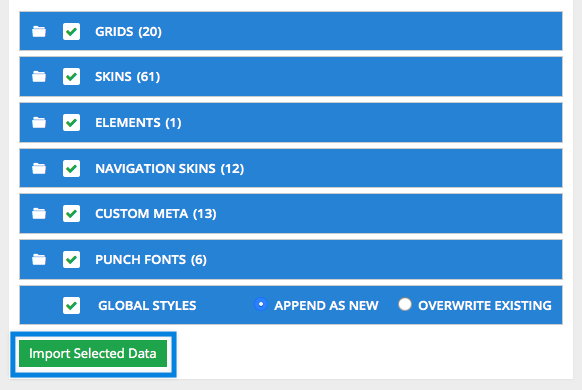 GRIDS (20)
SKINS (61)
ELEMENTS (1)
NAVIGATION SKINS (12)
CUSTOM META (13)
PUNCH FONTS (6)
GLOBAL STYLES APPEND AS NEW OVERWRITE EXISTING
Import Selected Data